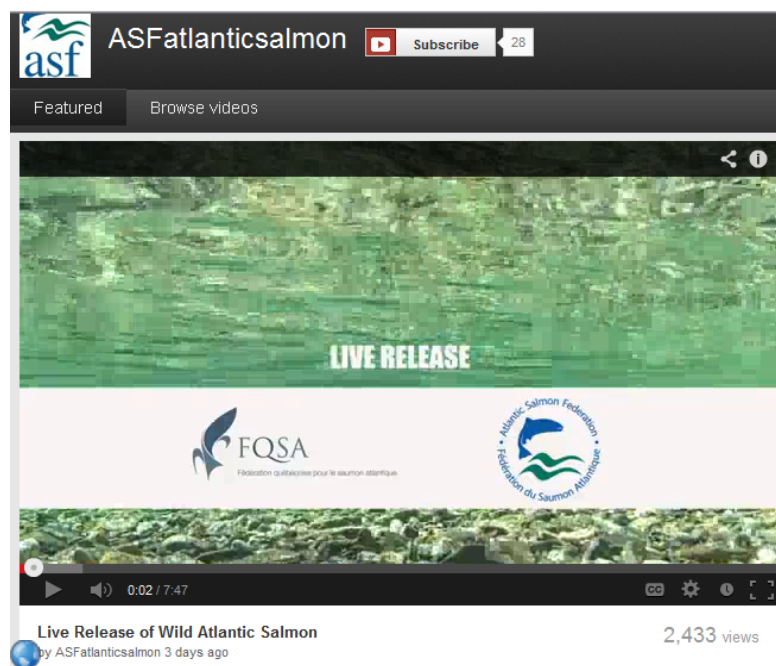 asf
ASFatlanticsalmon
Subscribe
28
Featured
Browse videos
LIVE RELEASE
FQSA
Fédération québécoise pour le saumon atlantique
• Atlantic Salmon Federation •
Fédération du Saumon Atlantique
0:02 / 7:47
CC
Live Release of Wild Atlantic Salmon
2,433 views
by ASFatlanticsalmon 3 days ago